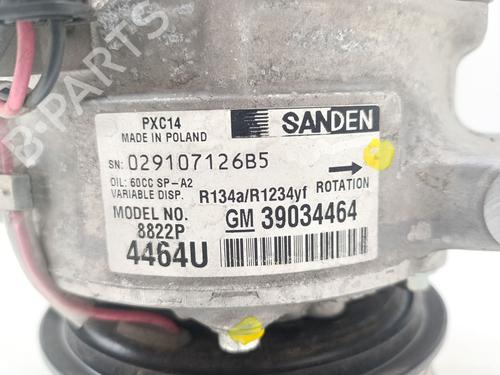 PXC14
MADE IN POLAND
SANDEN
SN: 029107126B5
OIL: 60CC SP-A2
VARIABLE DISP.
R134a/R1234yf ROTATION
MODEL NO.
8822P
GM 39034464
4464U
B-PARTS